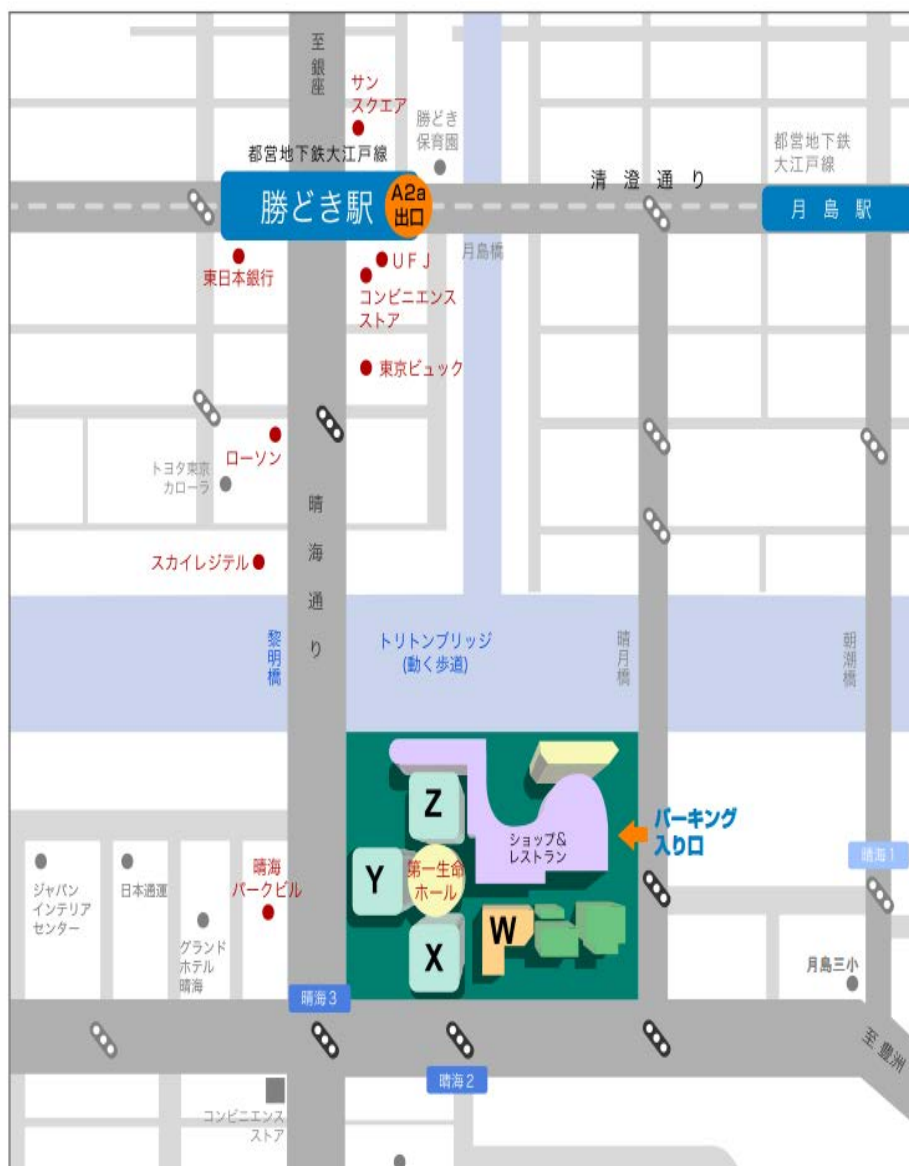 至銀座
サン
スクエア
勝どき
保育園
都営地下鉄
大江戸線
都営地下鉄大江戸線
清澄通り
勝どき駅
A2a
出口
月島駅
月島橋
東日本銀行
UFJ
コンビニエンス
ストア
東京ビュック
ローソン
トヨタ東京
カローラ
晴海通り
スカイレジテル
黎明橋
トリトンブリッジ
(動く歩道)
晴月橋
朝潮橋
Z
ショップ&
レストラン
パーキング
入り口
晴海1
Y
第一生命
ホール
晴海
パークビル
ジャパン
インテリア
センター
日本通運
グランド
ホテル
晴海
X
W
月島三小
晴海3
至豊洲
晴海2
コンビニエンス
ストア